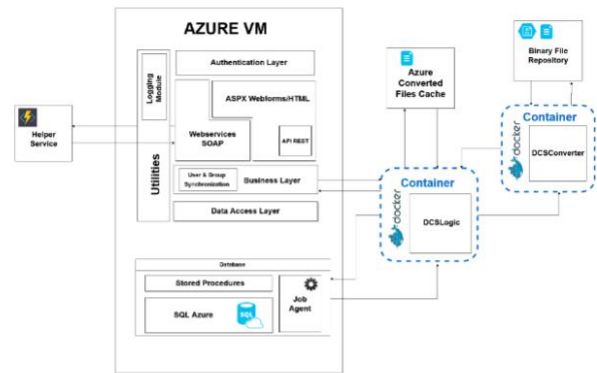 AZURE VM
Authentication Layer
Logging
Module
ASPX Webforms/HTML
Webservices
SOAP
API REST
Utilities
User & Group
Synchronization
Business Layer
Data Access Layer
Database
Stored Procedures
SQL Azure
SQL
Job
Agent
Helper
Service
Azure
Converted
Files Cache
Binary File
Repository
Container
docker
DCSLogic
Container
docker
DCSConverter